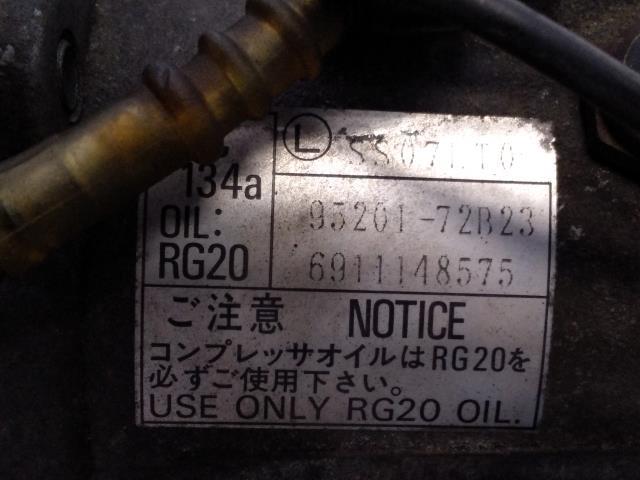 Ⓛ SS07LT0
134a
OIL: 95201-72B23
RG20 6911148575
ご注意 NOTICE
コンプレッサオイルはRG20を
必ずご使用下さい。
USE ONLY RG20 OIL.